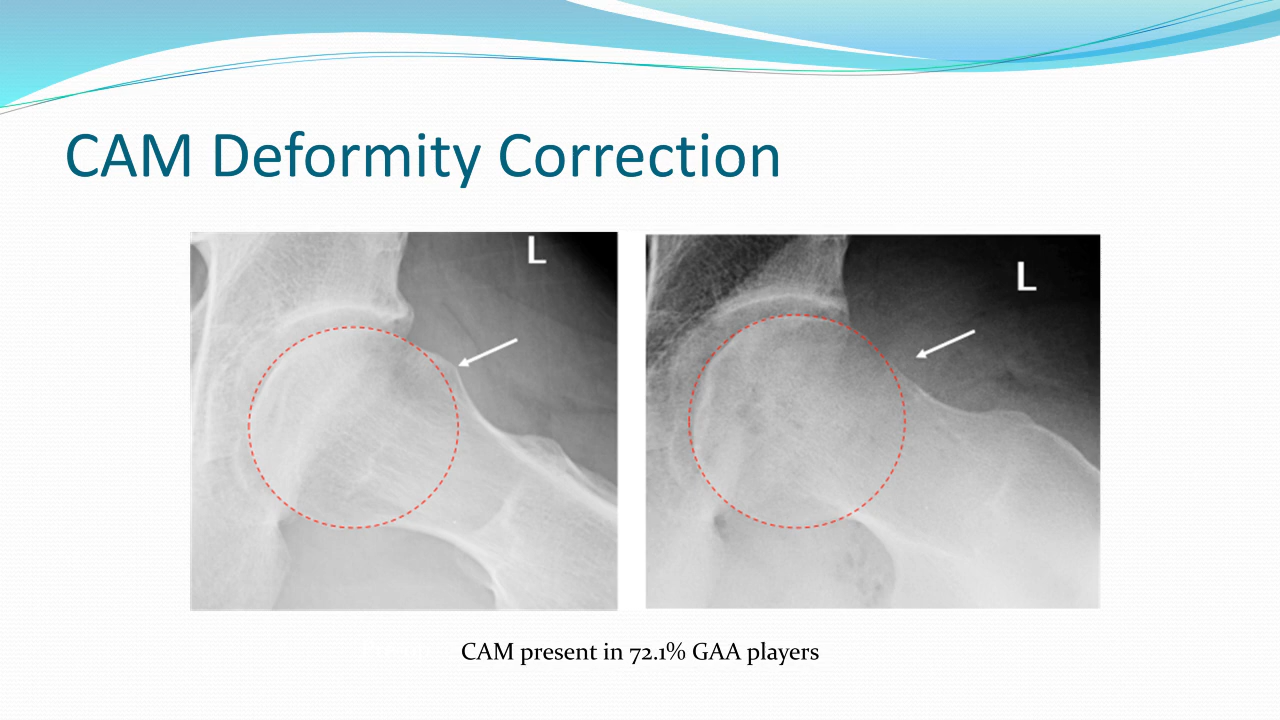 CAM Deformity Correction
L
L
CAM present in 72.1% GAA players